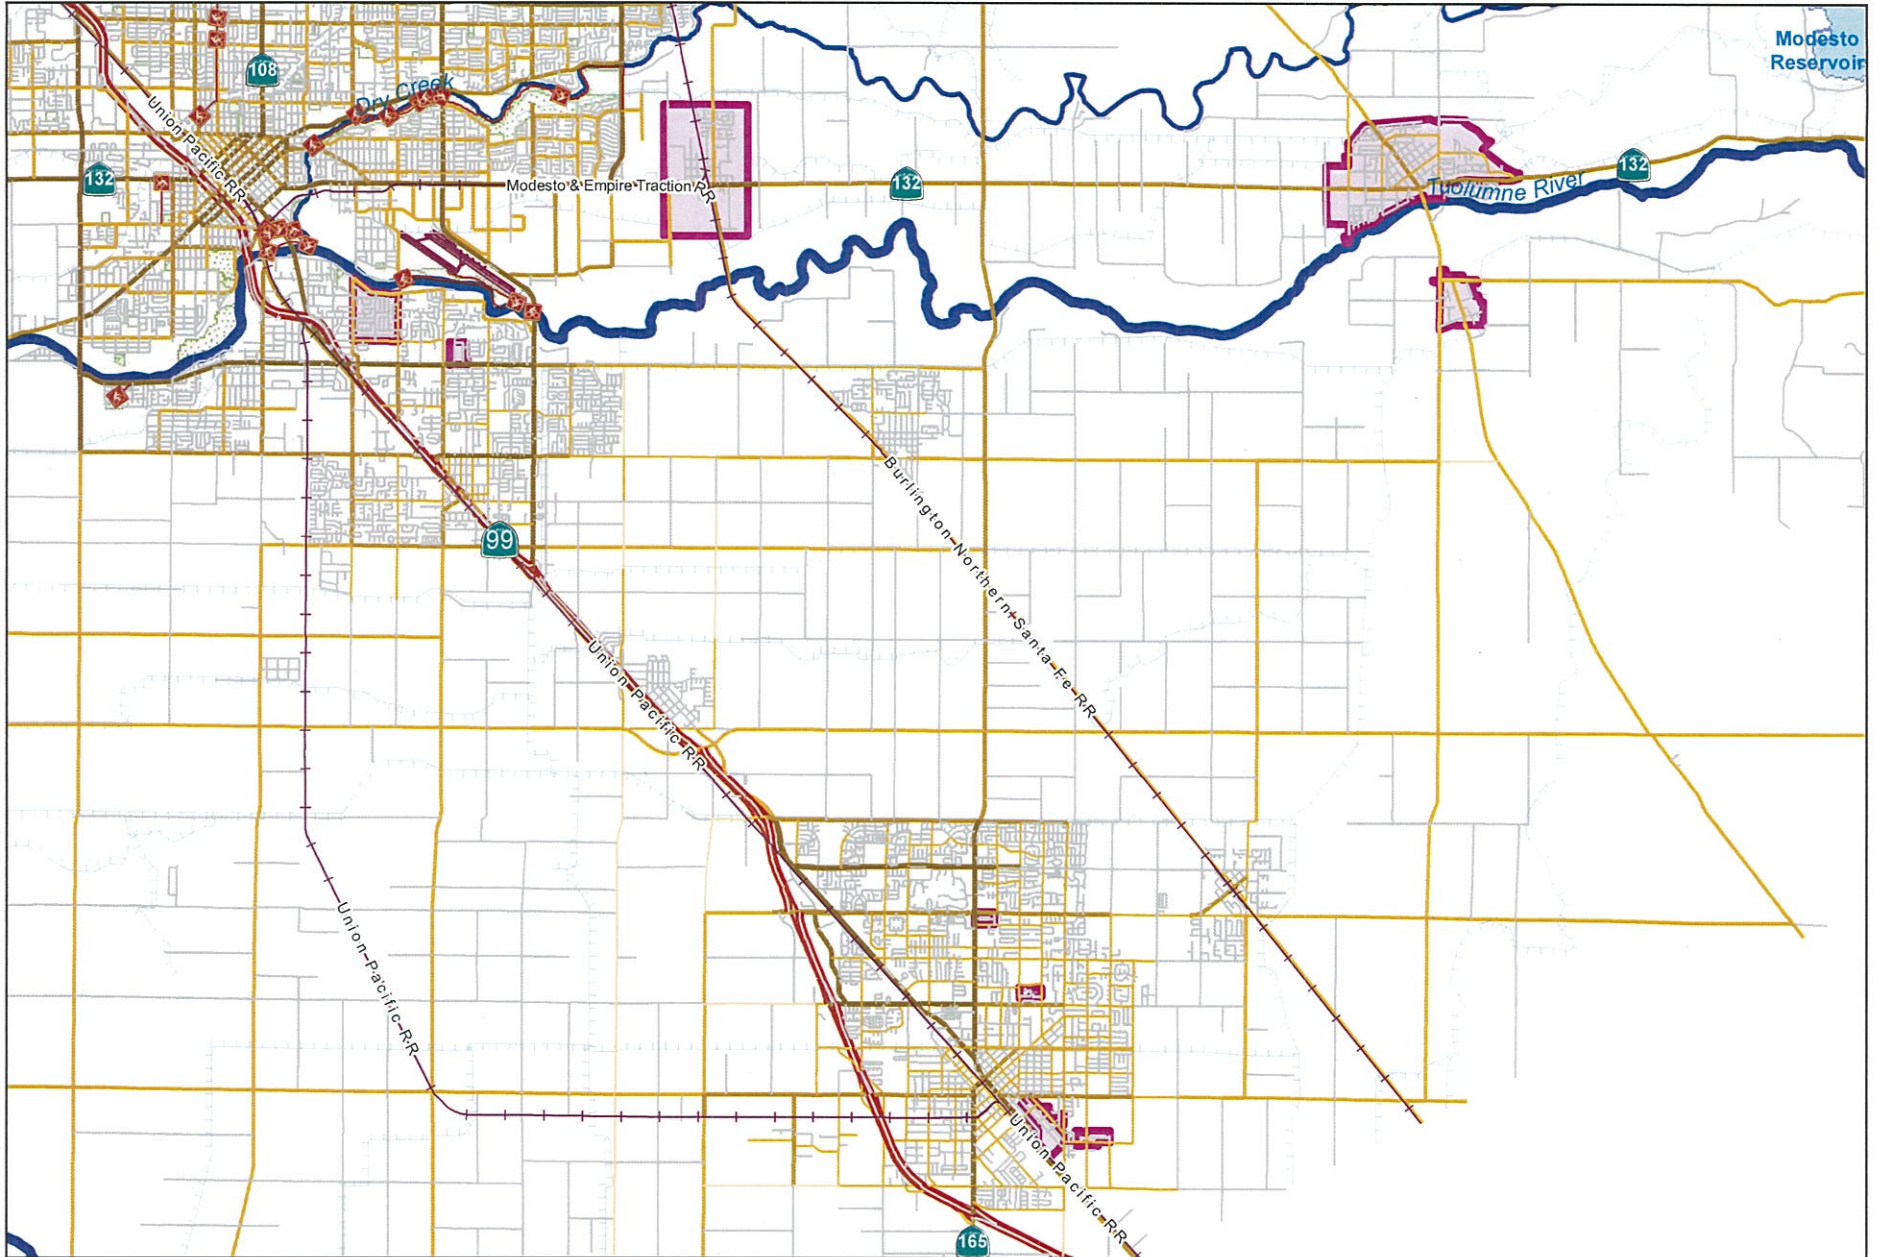 Modesto
Reservoir
108
Dry Creek
Union Pacific RR
132
Modesto & Empire Traction RR
132
132
Tuolumne River
Burlington Northern Santa Fe RR
99
Union Pacific RR
Union Pacific RR
Union Pacific RR
165